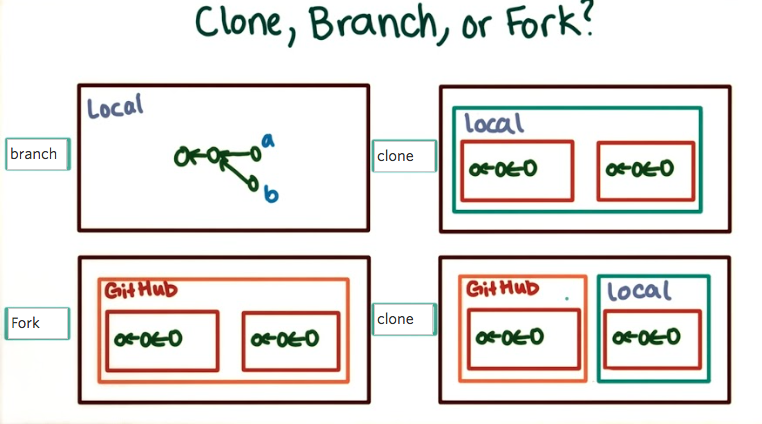 Clone, Branch, or Fork?
branch
Local
a
b
clone
local
Fork
GitHub
clone
GitHub
local